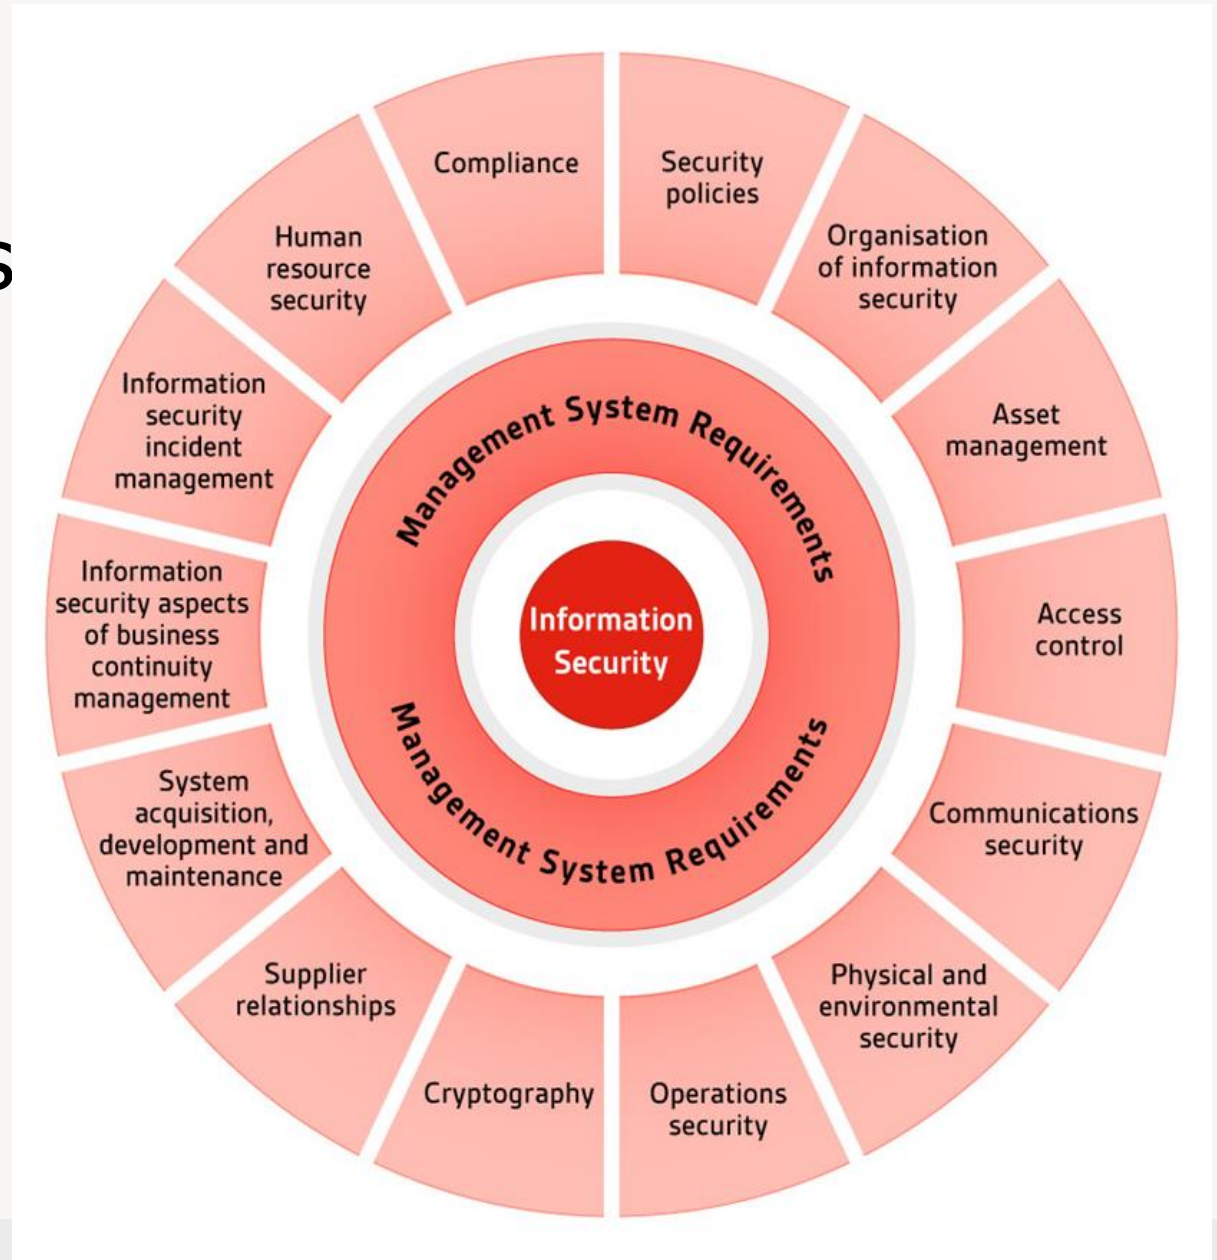 s
Compliance
Security
policies
Organisation
of information
security
Asset
management
Access
control
Communications
security
Physical and
environmental
security
Operations
security
Cryptography
Supplier
relationships
System
acquisition,
development and
maintenance
Information
security aspects
of business
continuity
management
Information
security
incident
management
Human
resource
security
Management System Requirements
Information
Security
Management System Requirements